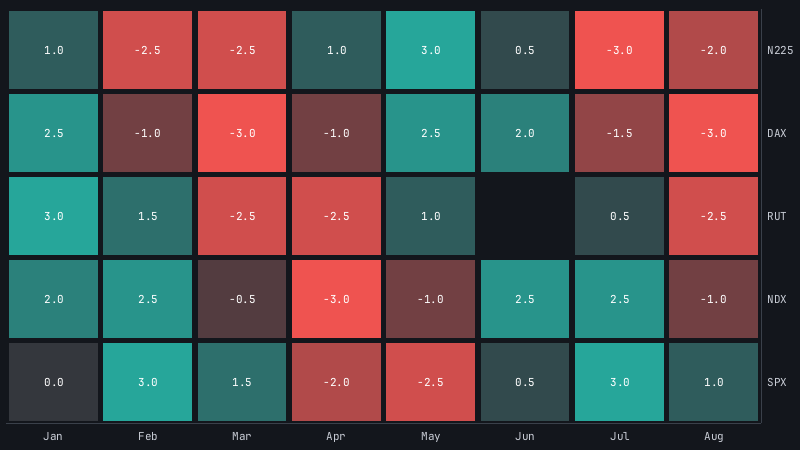 1.0 -2.5 -2.5 1.0 3.0 0.5 -3.0 -2.0 N225
2.5 -1.0 -3.0 -1.0 2.5 2.0 -1.5 -3.0 DAX
3.0 1.5 -2.5 -2.5 1.0 0.5 -2.5 RUT
2.0 2.5 -0.5 -3.0 -1.0 2.5 2.5 -1.0 NDX
0.0 3.0 1.5 -2.0 -2.5 0.5 3.0 1.0 SPX
Jan Feb Mar Apr May Jun Jul Aug